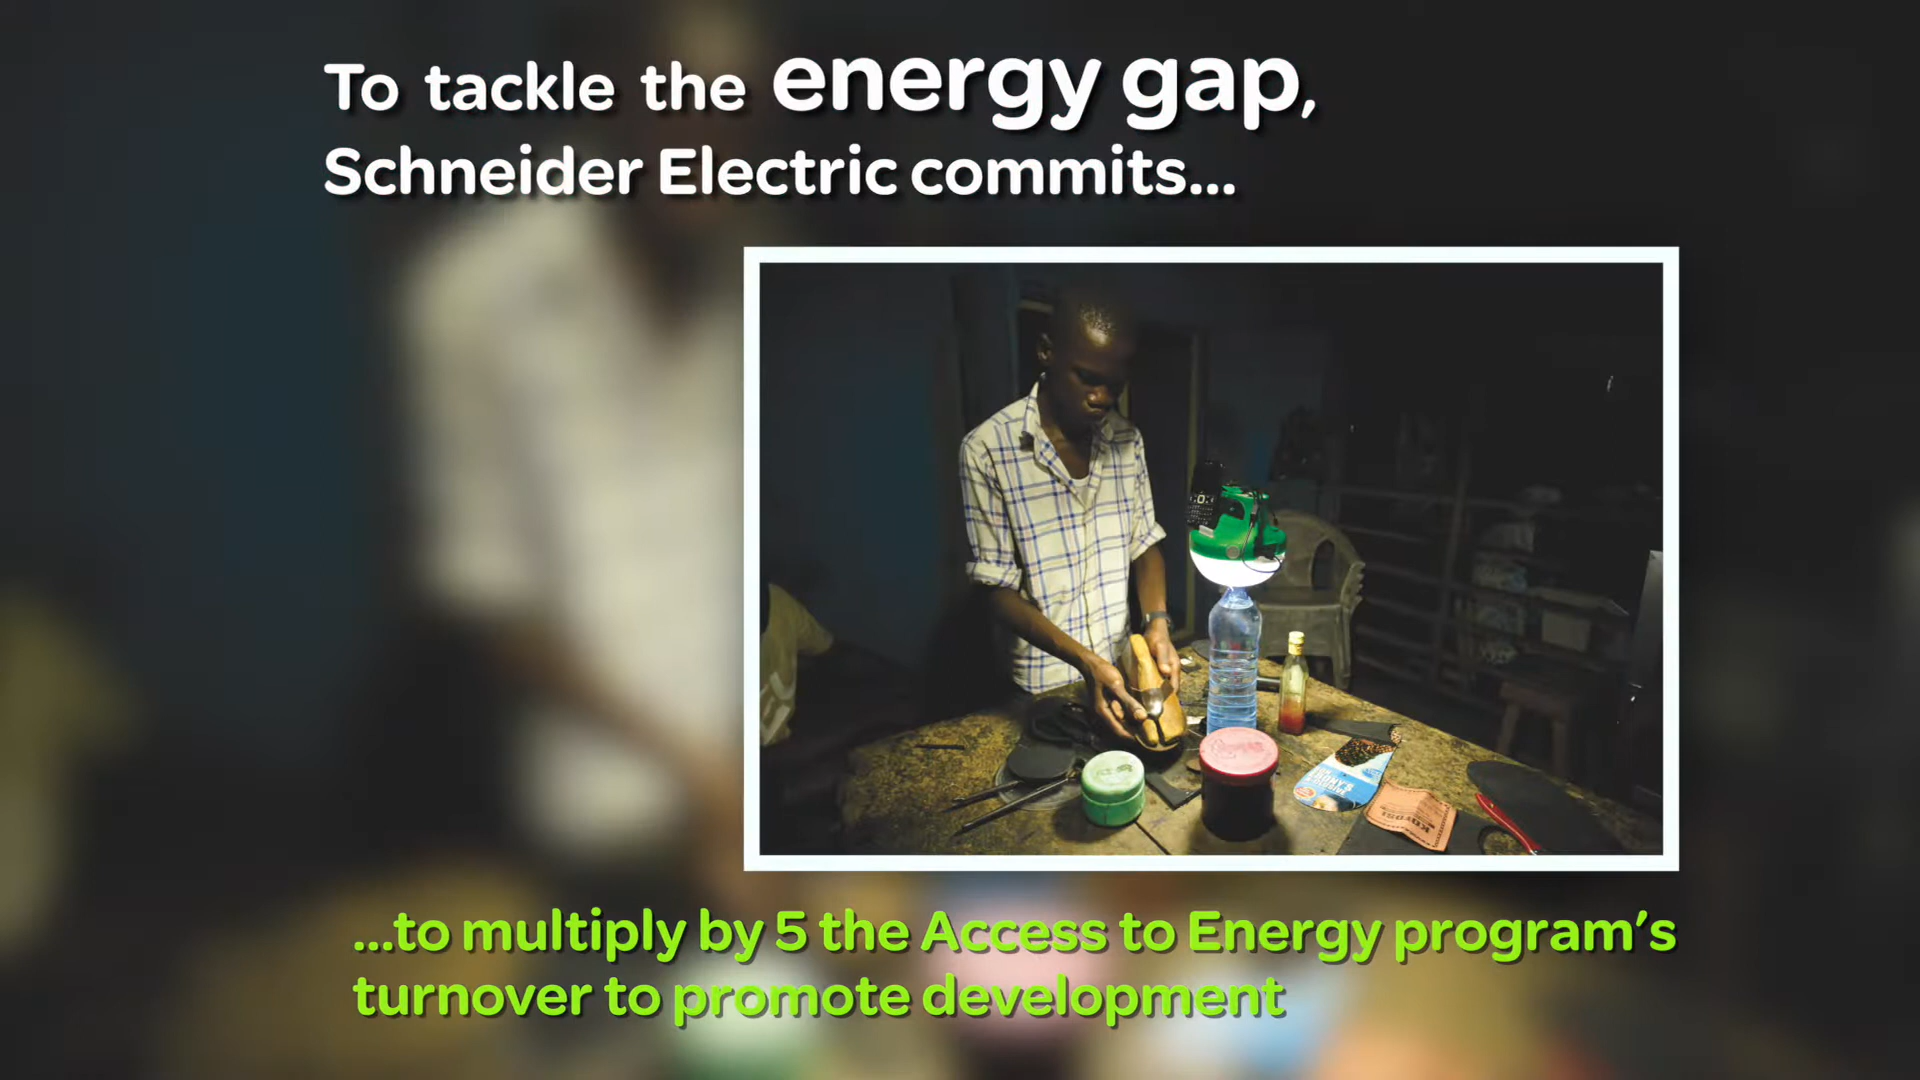 To tackle the energy gap,
Schneider Electric commits...
...to multiply by 5 the Access to Energy program's
turnover to promote development